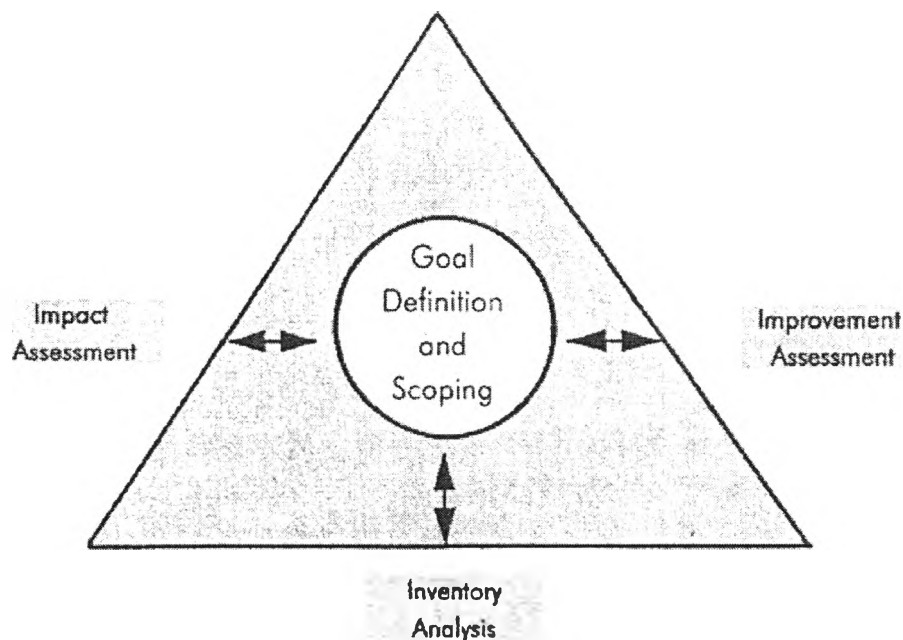 Goal
Definition
and
Scoping
Impact
Assessment
Improvement
Assessment
Inventory
Analysis